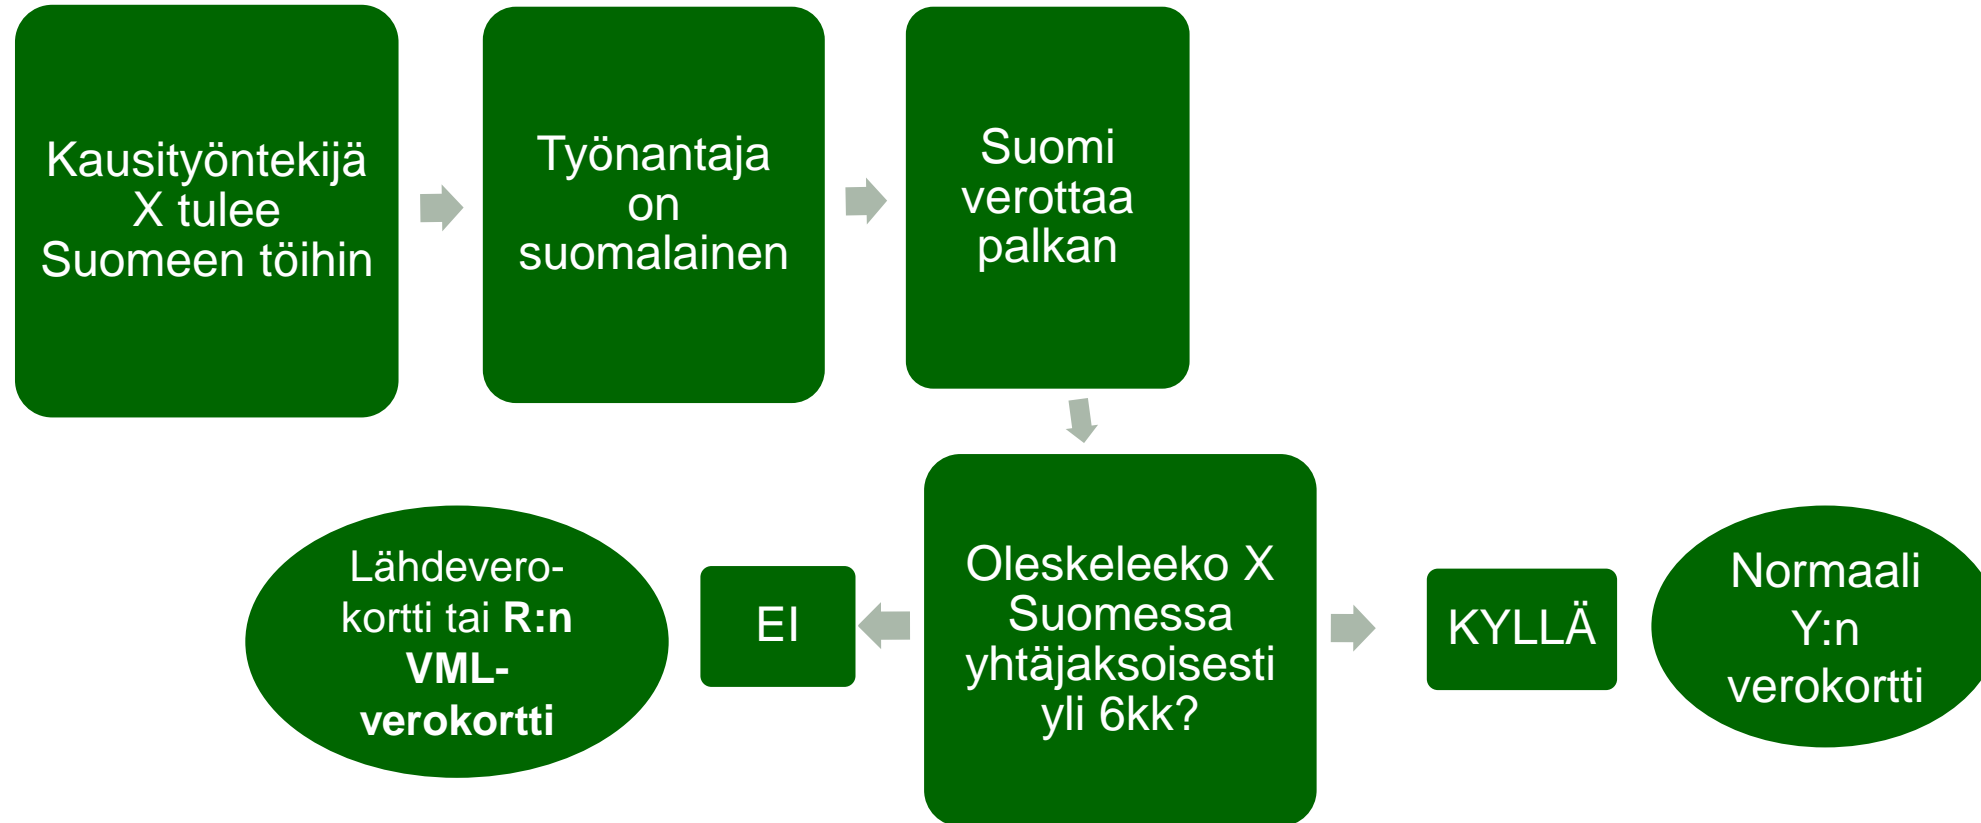 Kausityöntekijä
X tulee
Suomeen töihin
Työnantaja
on
suomalainen
Suomi
verottaa
palkan
Oleskeleeko X
Suomessa
yhtäjaksoisesti
yli 6kk?
EI
Lähdevero-
kortti tai R:n
VML-
verokortti
KYLLÄ
Normaali
Y:n
verokortti